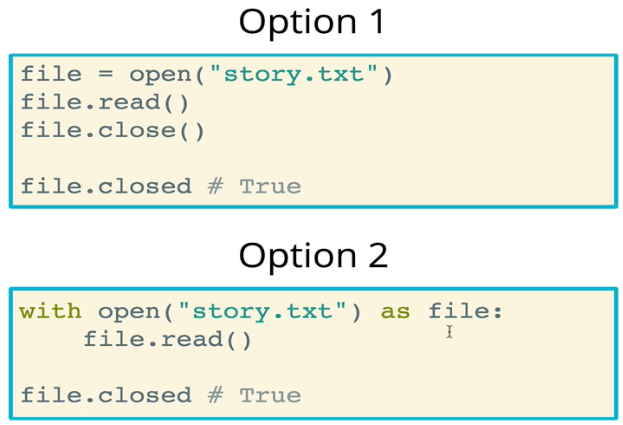 Option 1
file = open("story.txt")
file.read()
file.close()
file.closed # True
Option 2
with open("story.txt") as file:
    file.read()
file.closed # True